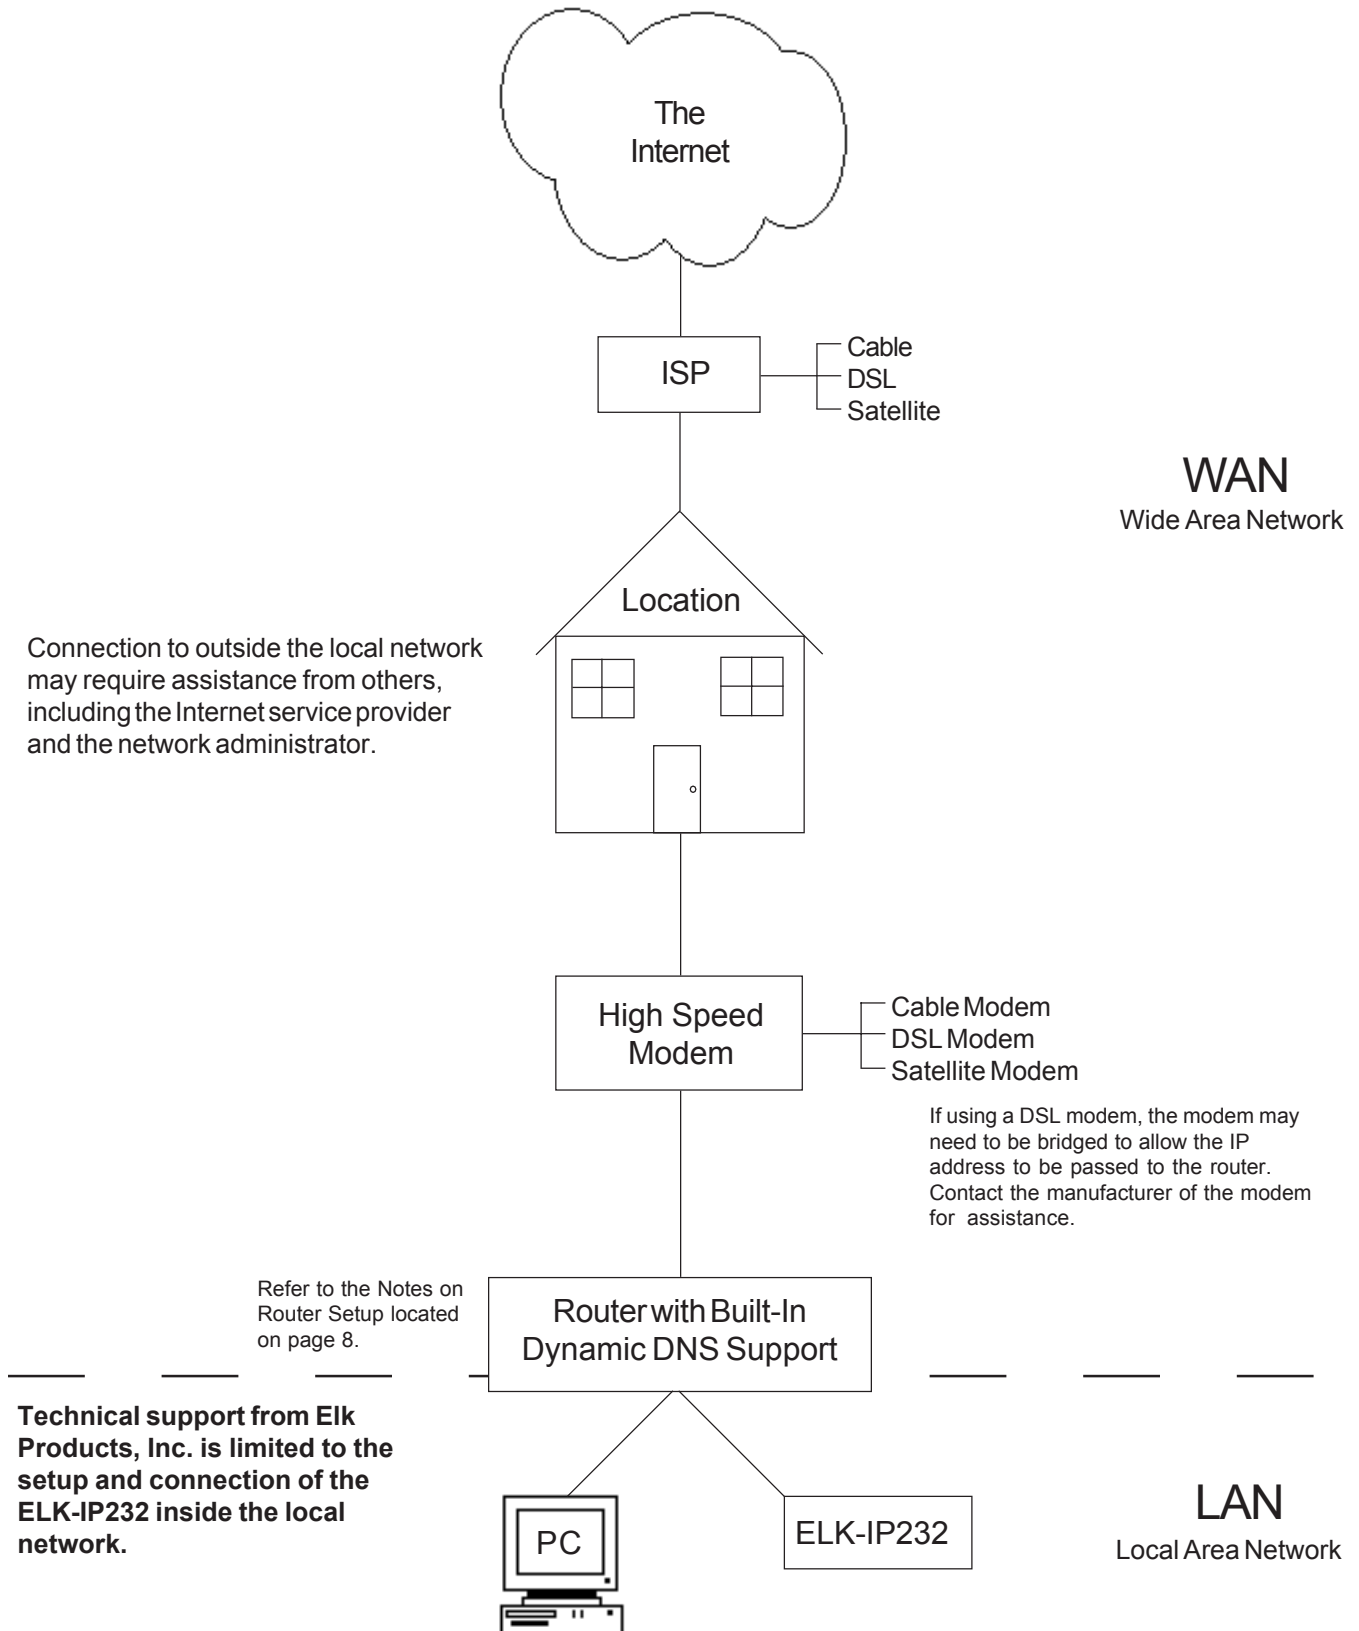 The
Internet
ISP
Cable
DSL
Satellite
WAN
Wide Area Network
Location
Connection to outside the local network
may require assistance from others,
including the Internet service provider
and the network administrator.
High Speed
Modem
Cable Modem
DSL Modem
Satellite Modem
If using a DSL modem, the modem may
need to be bridged to allow the IP
address to be passed to the router.
Contact the manufacturer of the modem
for assistance.
Refer to the Notes on
Router Setup located
on page 8.
Router with Built-In
Dynamic DNS Support
Technical support from Elk
Products, Inc. is limited to the
setup and connection of the
ELK-IP232 inside the local
network.
PC
ELK-IP232
LAN
Local Area Network